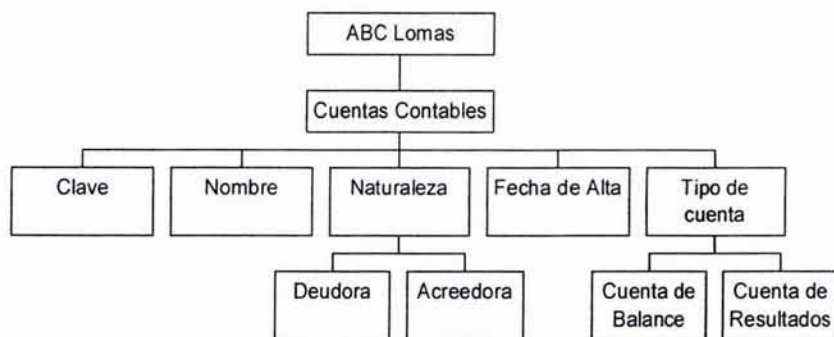 ABC Lomas
Cuentas Contables
Clave
Nombre
Naturaleza
Fecha de Alta
Tipo de
cuenta
Deudora
Acreedora
Cuenta de
Balance
Cuenta de
Resultados